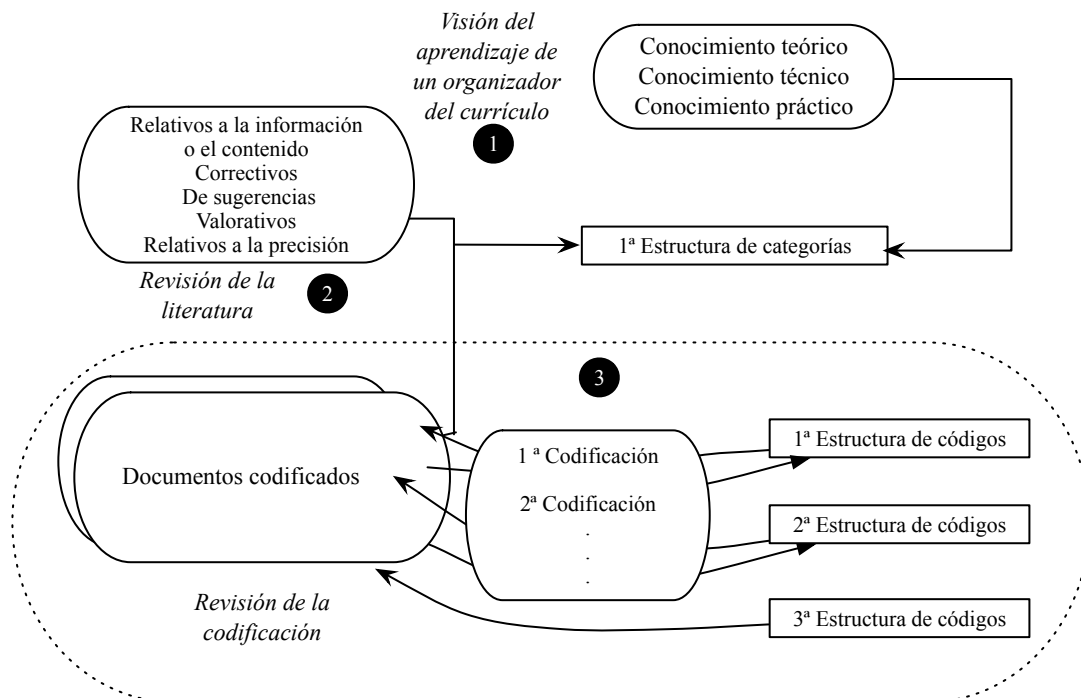 Visión del
aprendizaje de
un organizador
del currículo
1
Conocimiento teórico
Conocimiento técnico
Conocimiento práctico
Relativos a la información
o el contenido
Correctivos
De sugerencias
Valorativos
Relativos a la precisión
1ª Estructura de categorías
Revisión de la
literatura
2
3
Documentos codificados
1 ª Codificación
2ª Codificación
.
.
.
1ª Estructura de códigos
2ª Estructura de códigos
3ª Estructura de códigos
Revisión de la
codificación